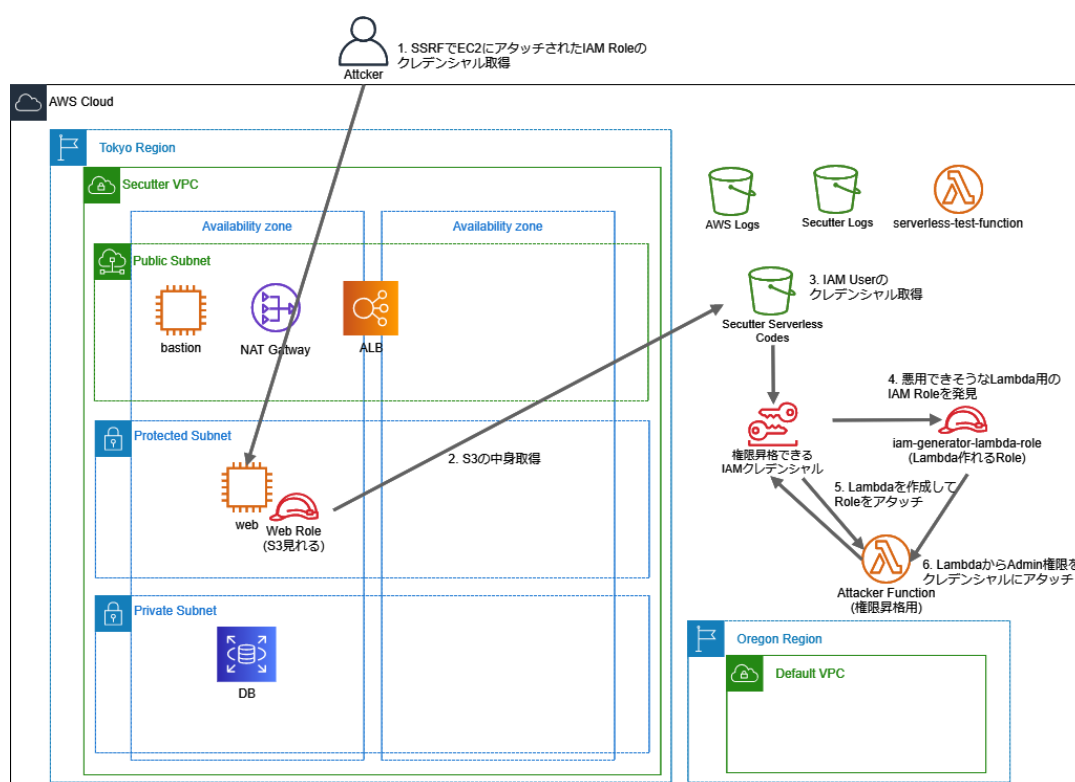 1. SSRFでEC2にアタッチされたIAM Roleの
クレデンシャル取得
Attcker
AWS Cloud
Tokyo Region
Secutter VPC
Availability zone
Availability zone
Public Subnet
bastion
NAT Gatway
ALB
Protected Subnet
web
Web Role
(S3見れる)
Private Subnet
DB
2. S3の中身取得
AWS Logs
Secutter Logs
serverless-test-function
3. IAM Userの
クレデンシャル取得
Secutter Serverless
Codes
4. 悪用できそうなLambda用の
IAM Roleを発見
権限昇格できる
IAMクレデンシャル
iam-generator-lambda-role
(Lambda作れるRole)
5. Lambdaを作成して
Roleをアタッチ
6. LambdaからAdmin権限を
クレデンシャルにアタッチ
Attacker Function
(権限昇格用)
Oregon Region
Default VPC